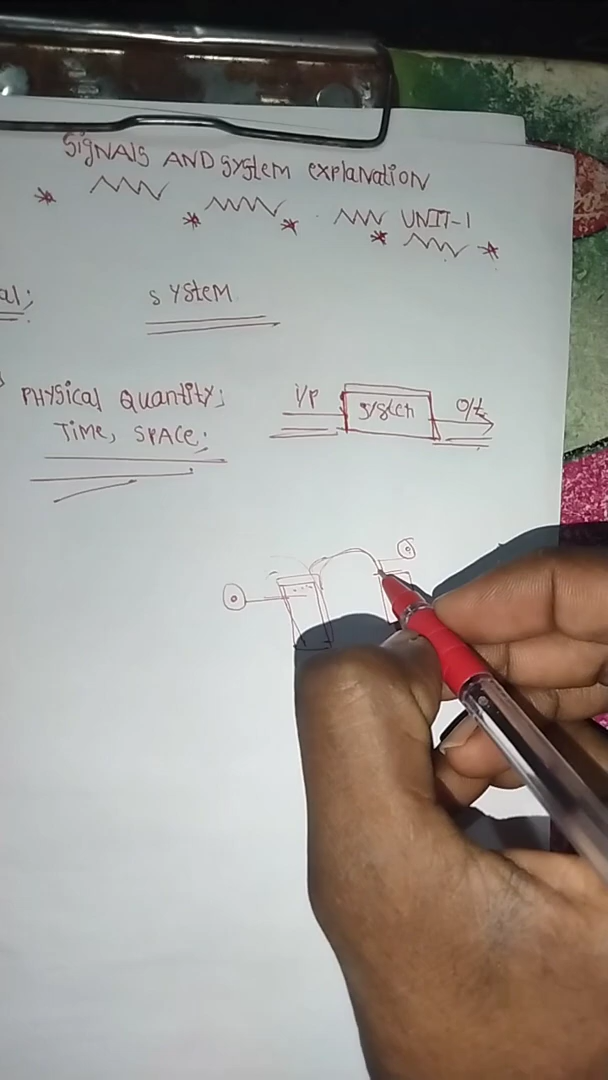 SIGNALS AND SYSTEM EXPLANATION
UNIT-1
al;
SYSTEM
PHYSICAL QUANTITY;
TIME, SPACE.
I/P
SYSTEM